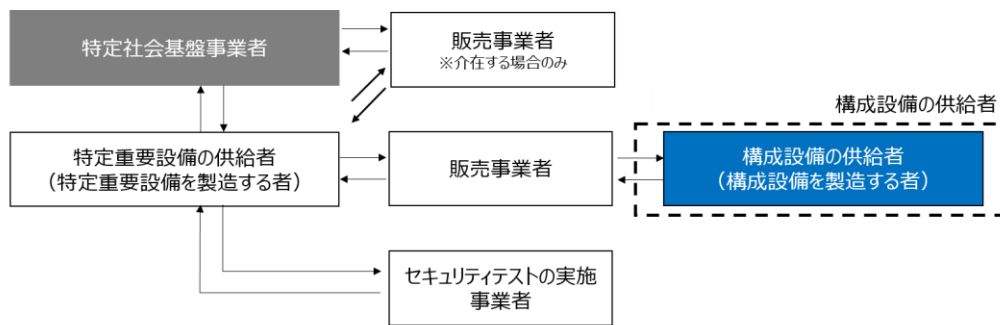 特定社会基盤事業者
販売事業者
※介在する場合のみ
構成設備の供給者
特定重要設備の供給者
（特定重要設備を製造する者）
販売事業者
構成設備の供給者
（構成設備を製造する者）
セキュリティテストの実施
事業者